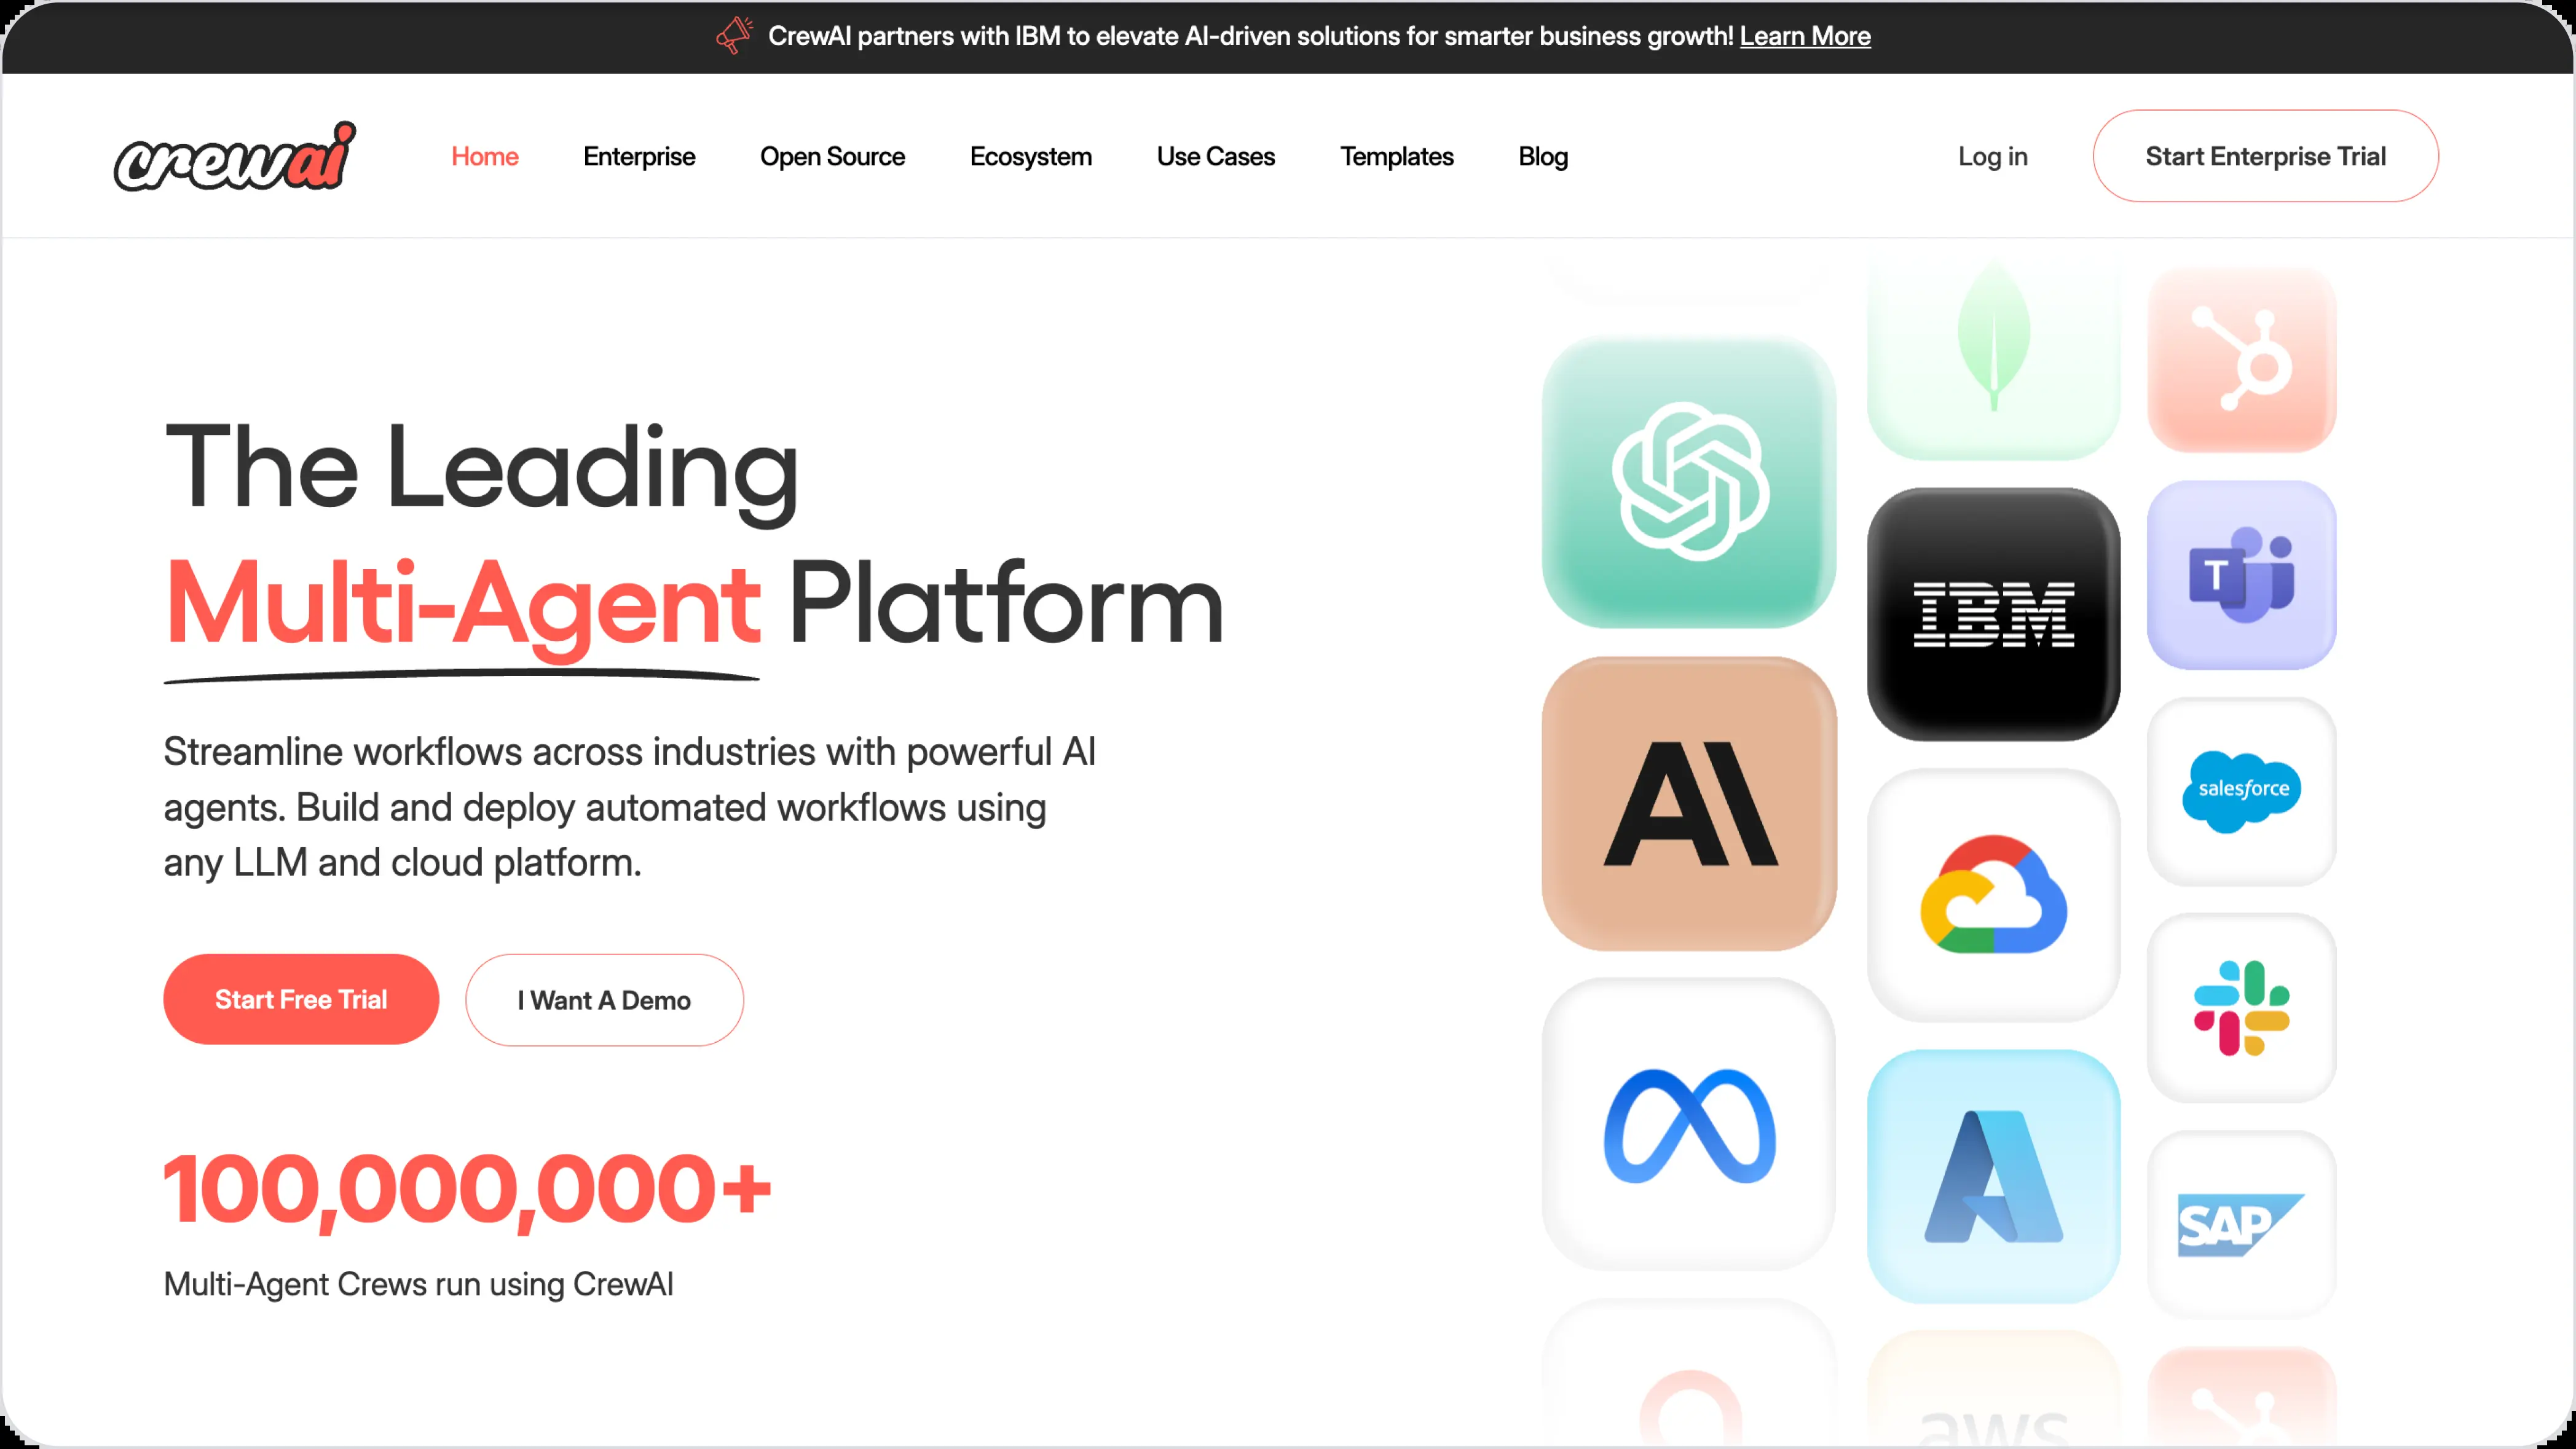 CrewAI partners with IBM to elevate AI-driven solutions for smarter business growth! Learn More
crewai
Home
Enterprise
Open Source
Ecosystem
Use Cases
Templates
Blog
Log in
Start Enterprise Trial
The Leading
Multi-Agent Platform
Streamline workflows across industries with powerful AI
agents. Build and deploy automated workflows using
any LLM and cloud platform.
Start Free Trial
I Want A Demo
100,000,000+
Multi-Agent Crews run using CrewAI
AI
IBM
T
salesforce
SAP
aws